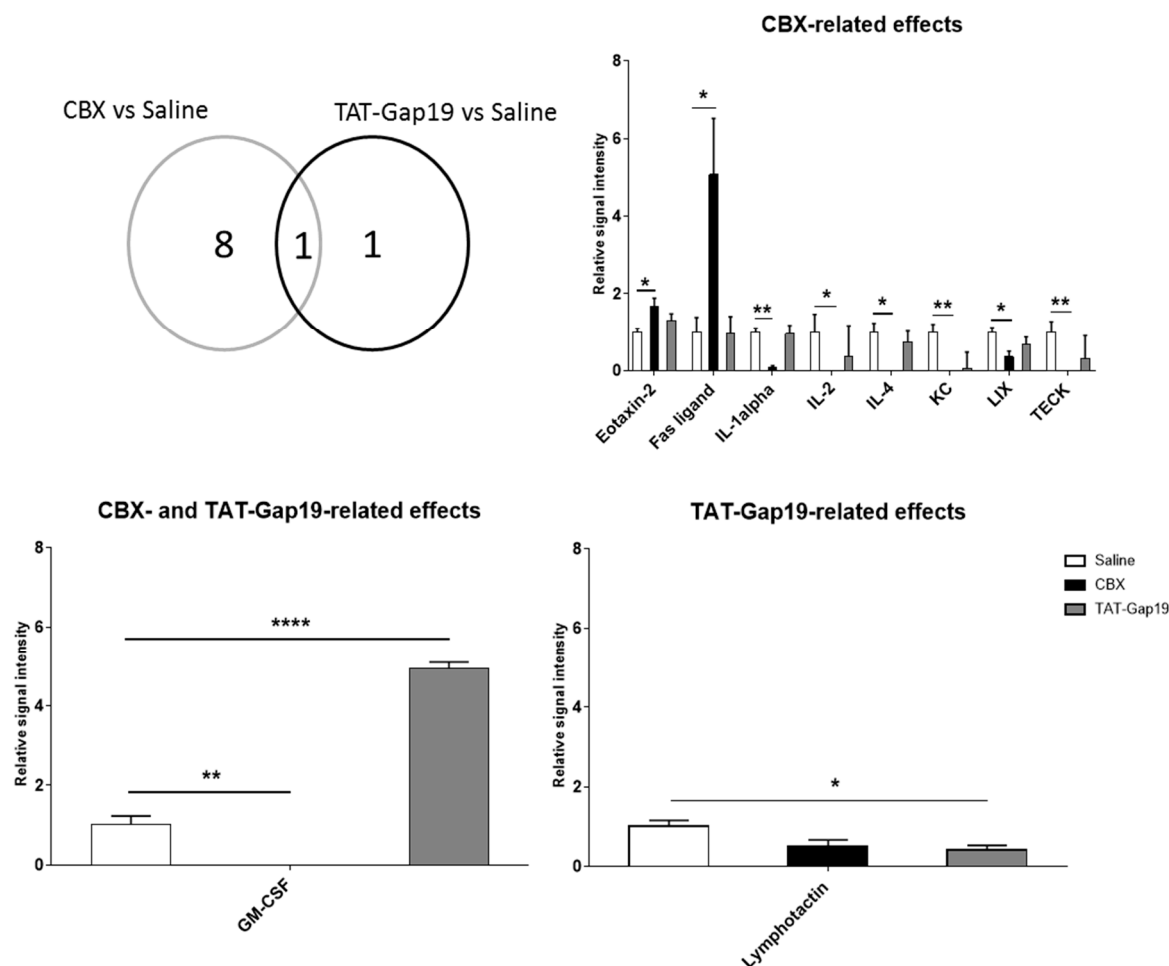 CBX vs Saline
TAT-Gap19 vs Saline
8
1
1
CBX-related effects
Relative signal intensity
8
6
4
2
0
*
*
**
*
*
**
*
**
Eotaxin-2
Fas ligand
IL-1alpha
IL-2
IL-4
KC
LIX
TECK
CBX- and TAT-Gap19-related effects
Relative signal intensity
8
6
4
2
0
****
**
GM-CSF
TAT-Gap19-related effects
Relative signal intensity
8
6
4
2
0
*
Lymphotactin
Saline
CBX
TAT-Gap19